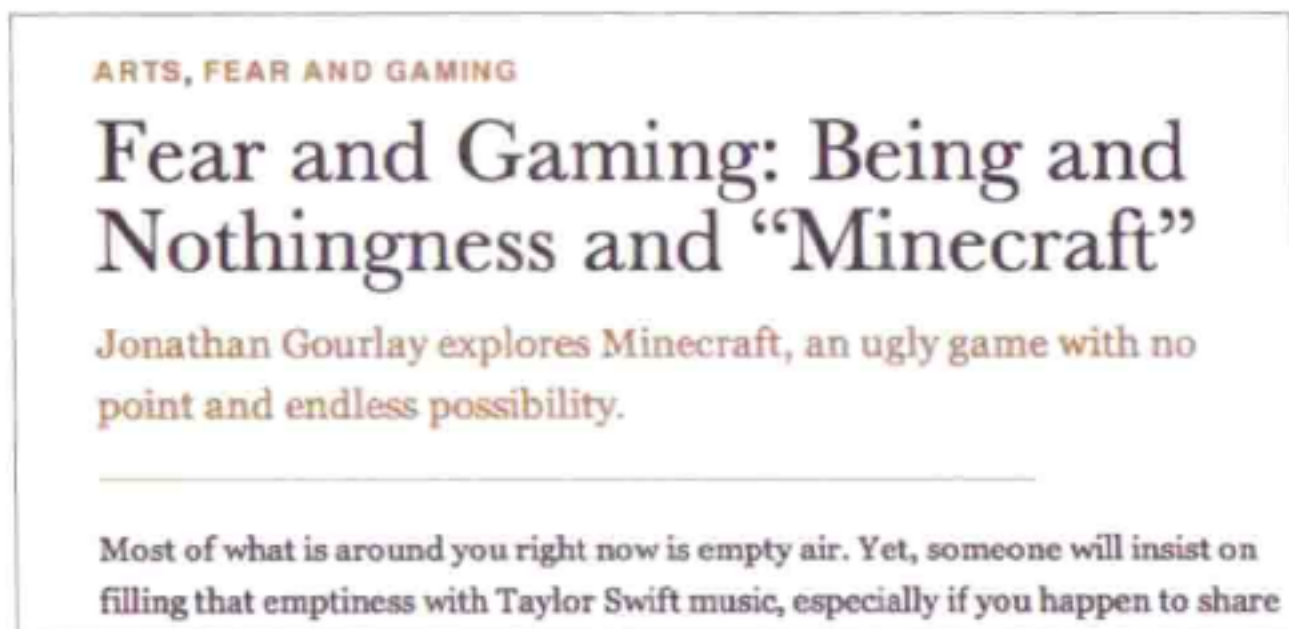 ARTS, FEAR AND GAMING
Fear and Gaming: Being and
Nothingness and “Minecraft”
Jonathan Gourlay explores Minecraft, an ugly game with no
point and endless possibility.
Most of what is around you right now is empty air. Yet, someone will insist on
filling that emptiness with Taylor Swift music, especially if you happen to share